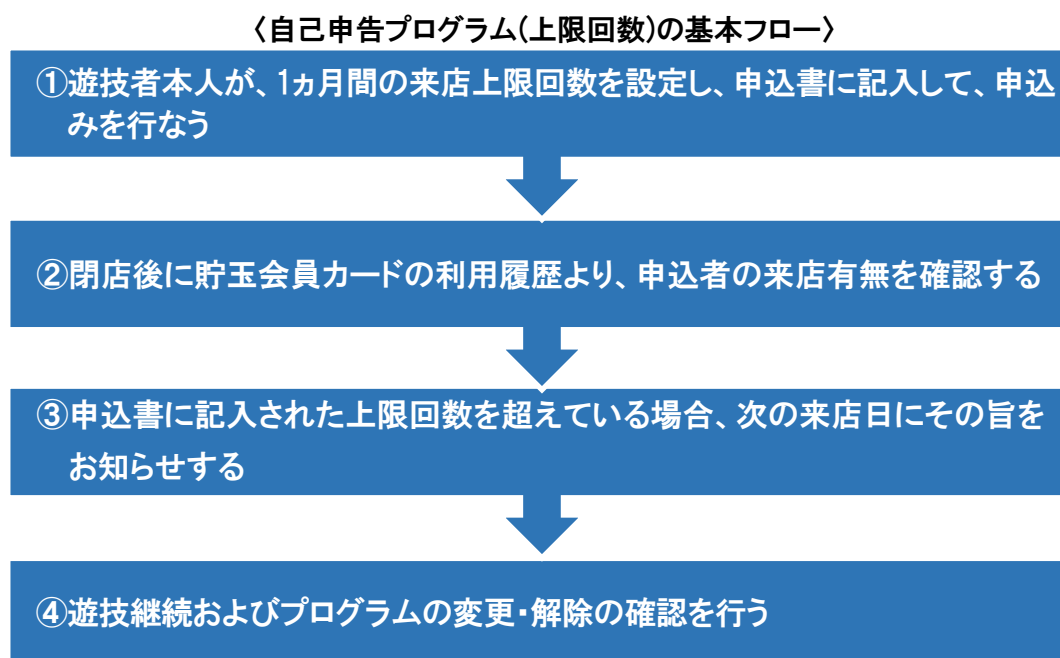 〈自己申告プログラム(上限回数)の基本フロー〉
①遊技者本人が、1ヵ月間の来店上限回数を設定し、申込書に記入して、申込
みを行なう
②閉店後に貯玉会員カードの利用履歴より、申込者の来店有無を確認する
③申込書に記入された上限回数を超えている場合、次の来店日にその旨を
お知らせする
④遊技継続およびプログラムの変更・解除の確認を行う